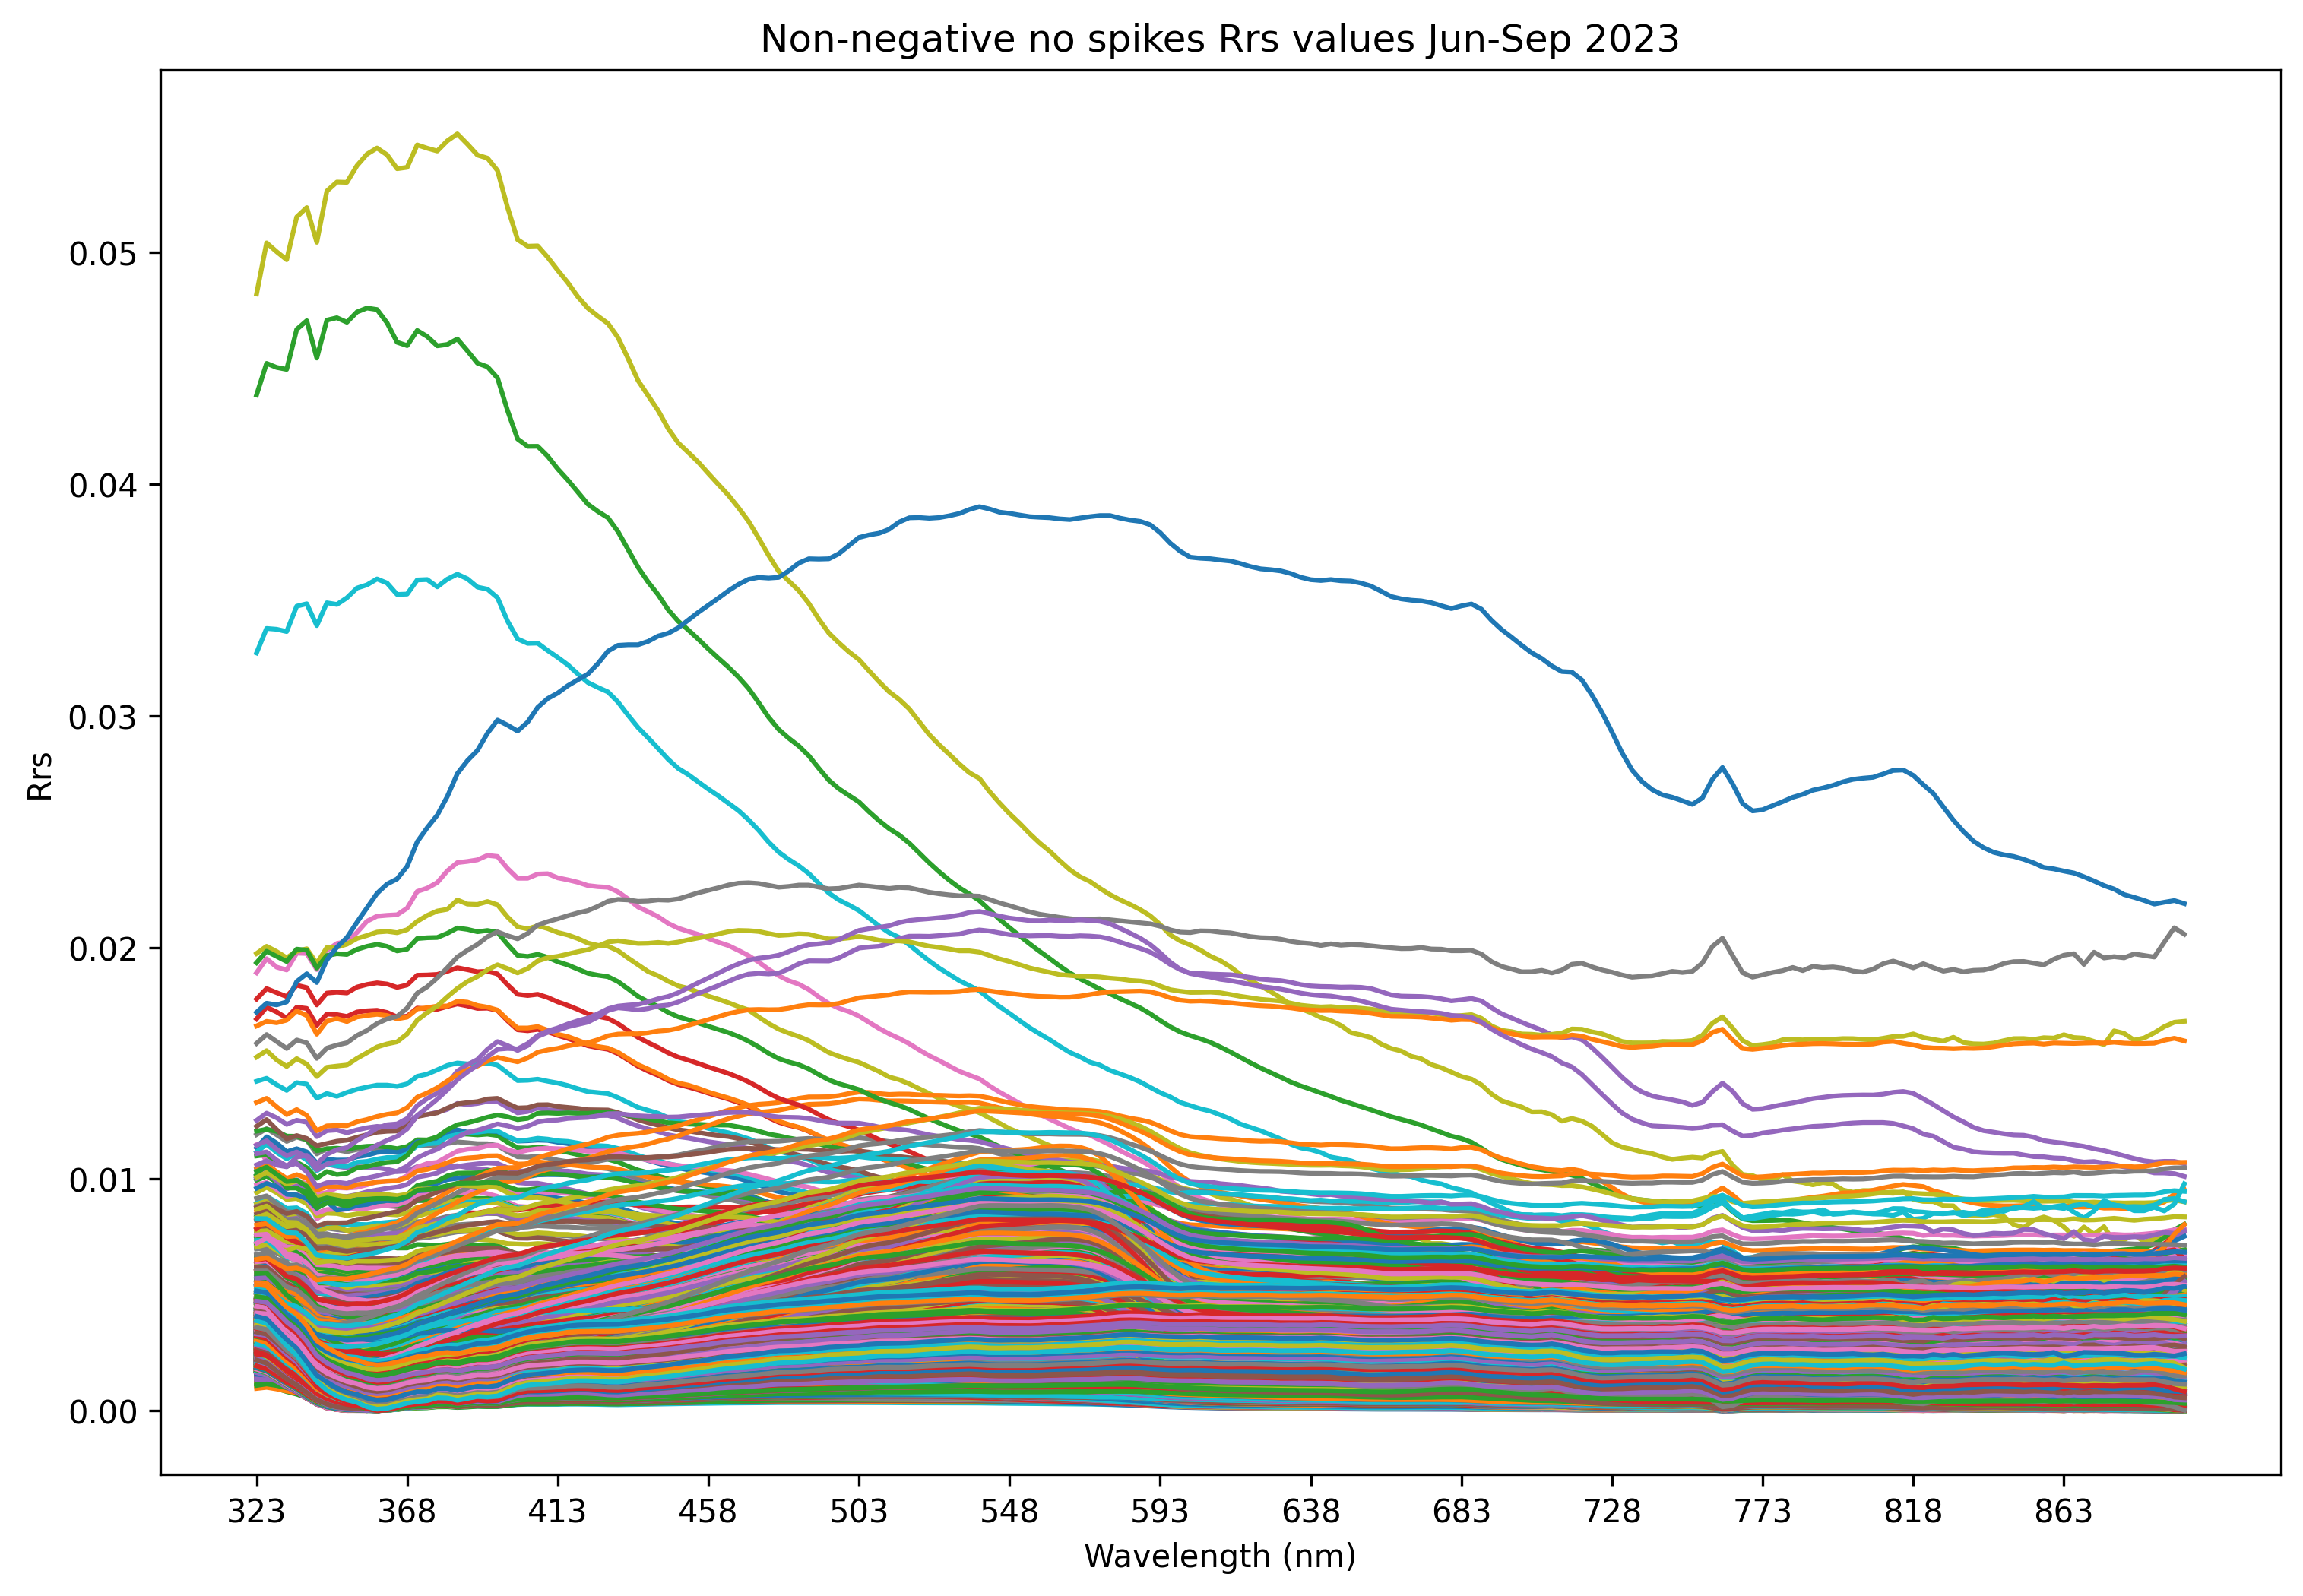 Non-negative no spikes Rrs values Jun-Sep 2023
0.05
0.04
0.03
0.02
0.01
0.00
Rrs
323 368 413 458 503 548 593 638 683 728 773 818 863
Wavelength (nm)